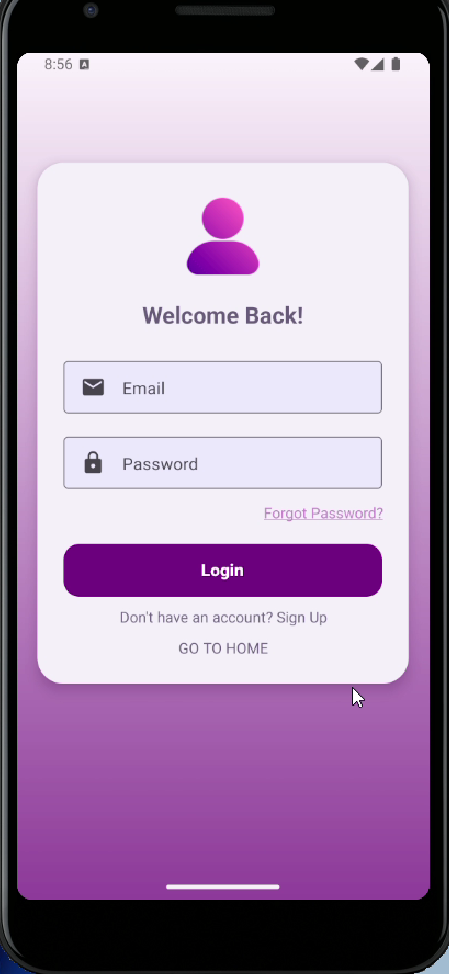 8:56 A
Welcome Back!
Email
Password
Forgot Password?
Login
Don't have an account? Sign Up
GO TO HOME